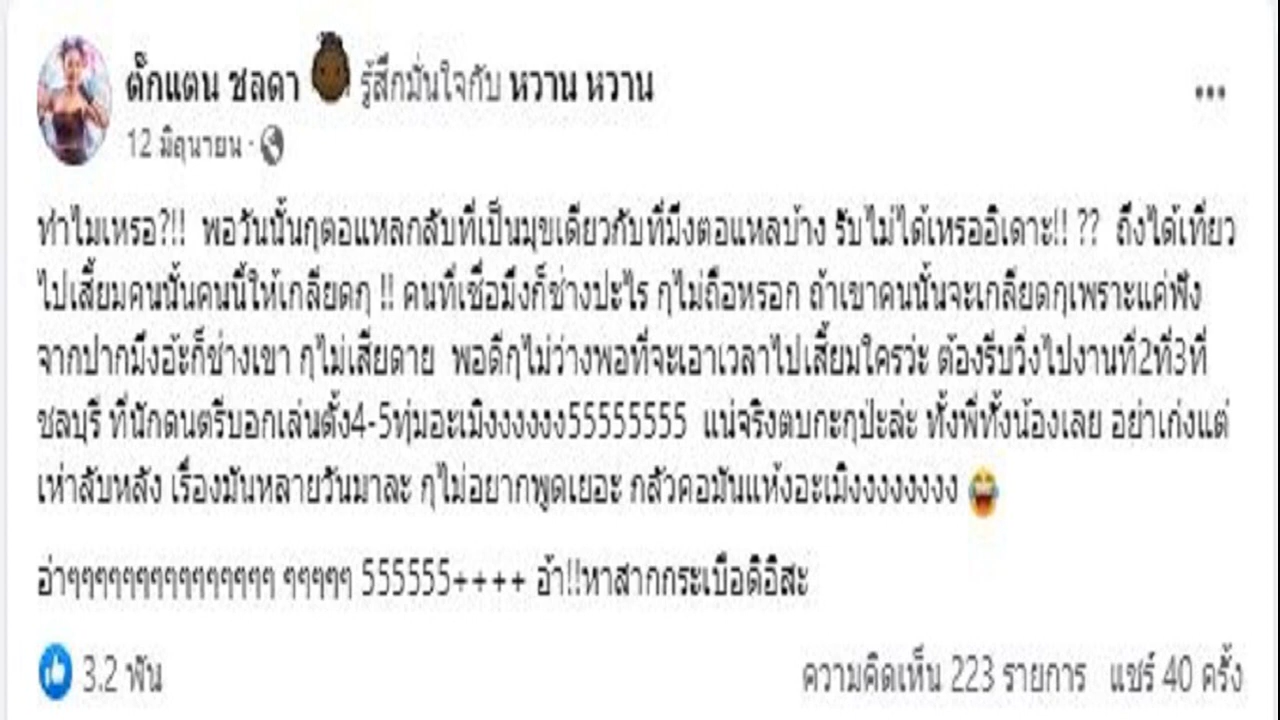 ตั๊กแตน ชลดา รู้สึกมั่นใจกับ หวาน หวาน
12 มิถุนายน ·
ทำไมเหรอ?!! พอวันนั้นกุตอแหลกลับที่เป็นมุขเดียวกับที่มึงตอแหลบ้าง รับไม่ได้เหรออิเดาะ!! ?? ถึงได้เที่ยว
ไปเสี้ยมคนนั้นคนนี้ให้เกลียดกุ !! คนที่เชื่อมึงก็ช่างปะไร กุไม่ถือหรอก ถ้าเขาคนนั้นจะเกลียดกุเพราะแค่ฟัง
จากปากมึงอ้ะก็ช่างเขา กุไม่เสียดาย พอดีกุไม่ว่างพอที่จะเอาเวลาไปเสี้ยมใครว่ะ ต้องรีบวิ่งไปงานที่2ที่3ที่
ชลบุรี ที่นักดนตรีบอกเล่นตั้ง4-5ทุ่มอะเมิงงงงงง55555555 แน่จริงตบกะกุป่ะล่ะ ทั้งพี่ทั้งน้องเลย อย่าเก่งแต่
เห่าลับหลัง เรื่องมันหลายวันมาละ กุไม่อยากพูดเยอะ กลัวคอมันแห้งอะเมิงงงงงงงงง 😂
อ่าๆๆๆๆๆๆๆๆๆๆๆๆๆๆๆ ๆๆๆๆๆ 555555++++ อ้า!!หาสากกระเบือดิอิสะ
3.2 พัน
ความคิดเห็น 223 รายการ แชร์ 40 ครั้ง